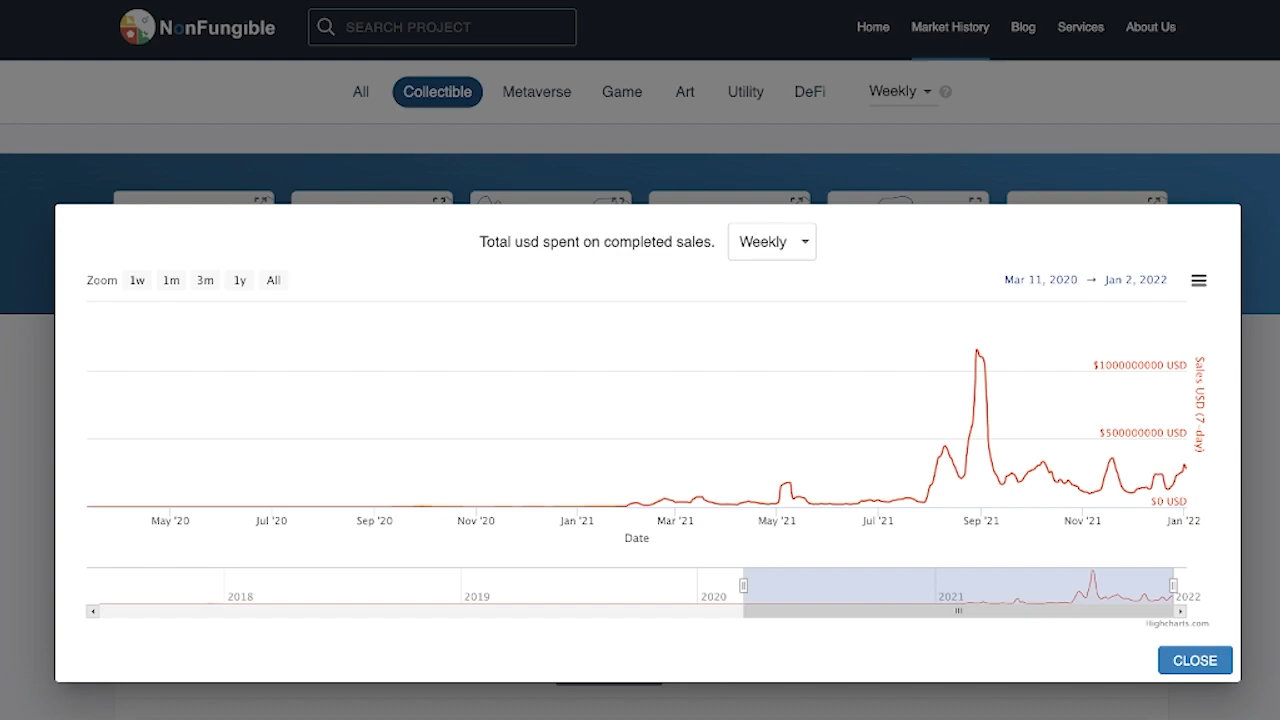 NonFungible
SEARCH PROJECT
Home
Market History
Blog
Services
About Us
All
Collectible
Metaverse
Game
Art
Utility
DeFi
Weekly
?
Total usd spent on completed sales.
Weekly
Zoom
1w
1m
3m
1y
All
Mar 11, 2020 → Jan 2, 2022
$1000000000 USD
$500000000 USD
$0 USD
Sales USD (7-day)
May '20
Jul '20
Sep '20
Nov '20
Jan '21
Mar '21
May '21
Jul '21
Sep '21
Nov '21
Jan '22
Date
2018
2019
2020
2021
2022
Highcharts.com
CLOSE